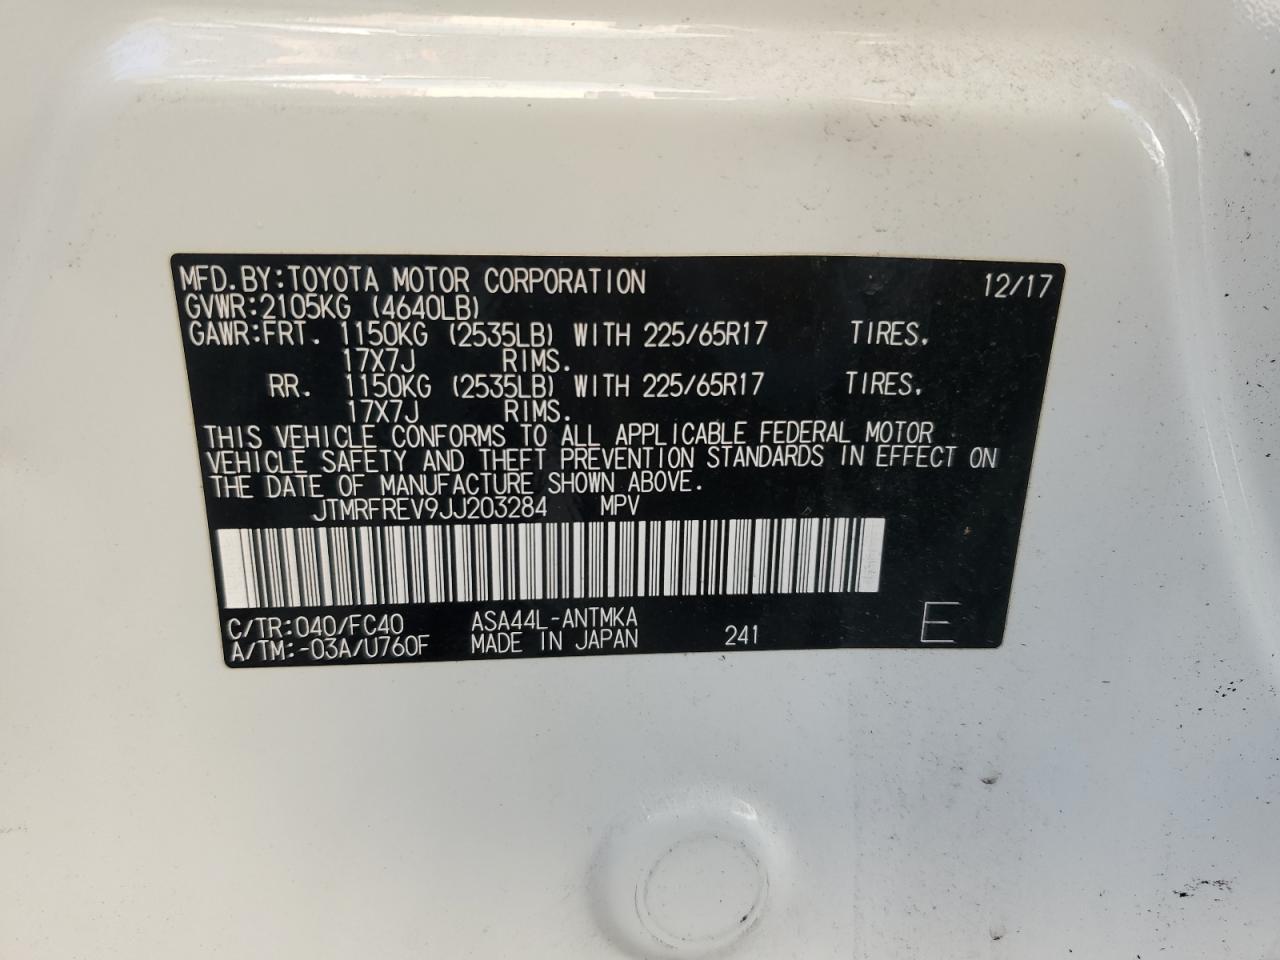 MFD.BY:TOYOTA MOTOR CORPORATION 12/17
GVWR:2105KG (4640LB)
GAWR:FRT. 1150KG (2535LB) WITH 225/65R17 TIRES.
17X7J RIMS.
RR. 1150KG (2535LB) WITH 225/65R17 TIRES.
17X7J RIMS.
THIS VEHICLE CONFORMS TO ALL APPLICABLE FEDERAL MOTOR
VEHICLE SAFETY AND THEFT PREVENTION STANDARDS IN EFFECT ON
THE DATE OF MANUFACTURE SHOWN ABOVE.
JTMRFREV9JJ203284 MPV
C/TR:040/FC40 ASA44L-ANTMKA
A/TM:-03A/U760F MADE IN JAPAN 241 E